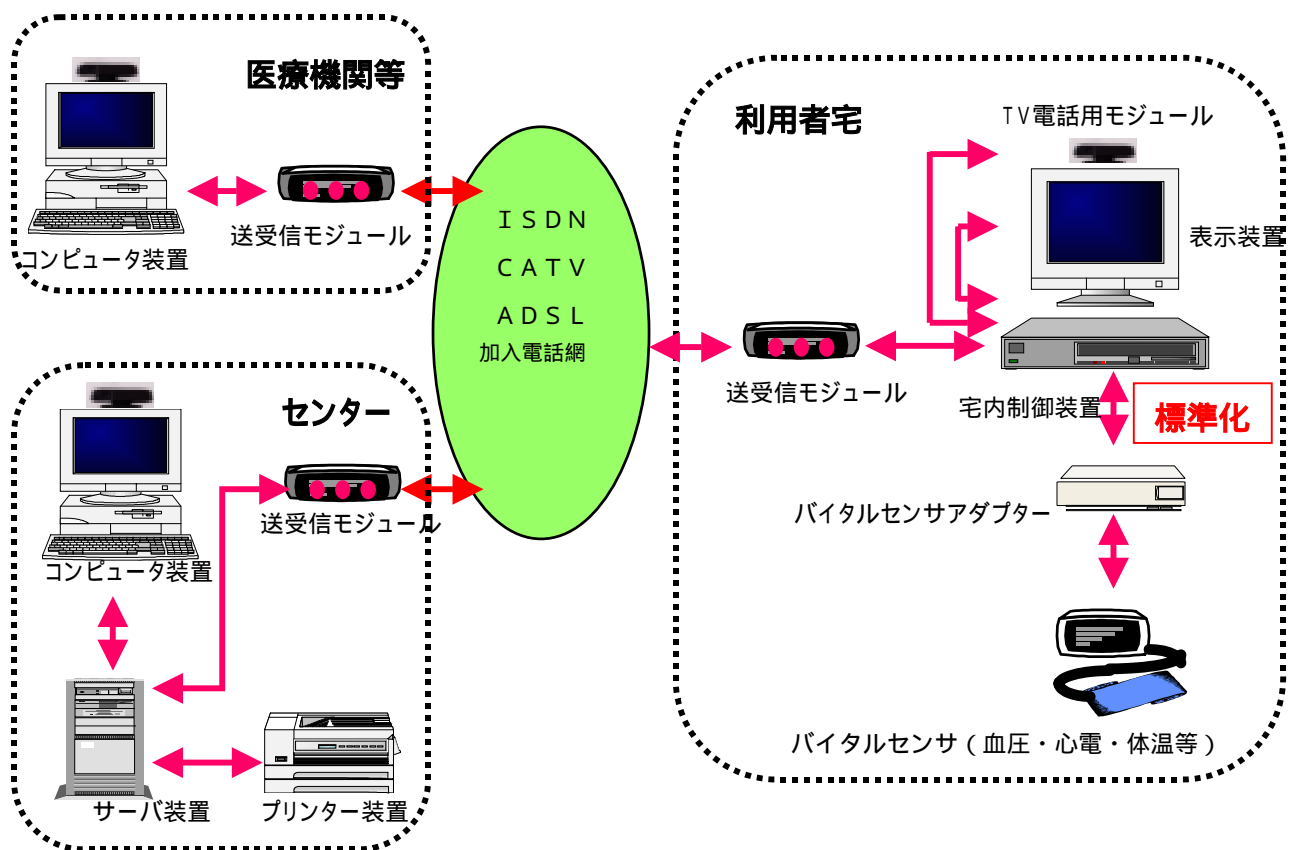 医療機関等
コンピュータ装置
送受信モジュール
センター
コンピュータ装置
送受信モジュール
サーバ装置
プリンター装置
ＩＳＤＮ
ＣＡＴＶ
ＡＤＳＬ
加入電話網
利用者宅
TV電話用モジュール
表示装置
送受信モジュール
宅内制御装置
標準化
バイタルセンサアダプター
バイタルセンサ（血圧・心電・体温等）